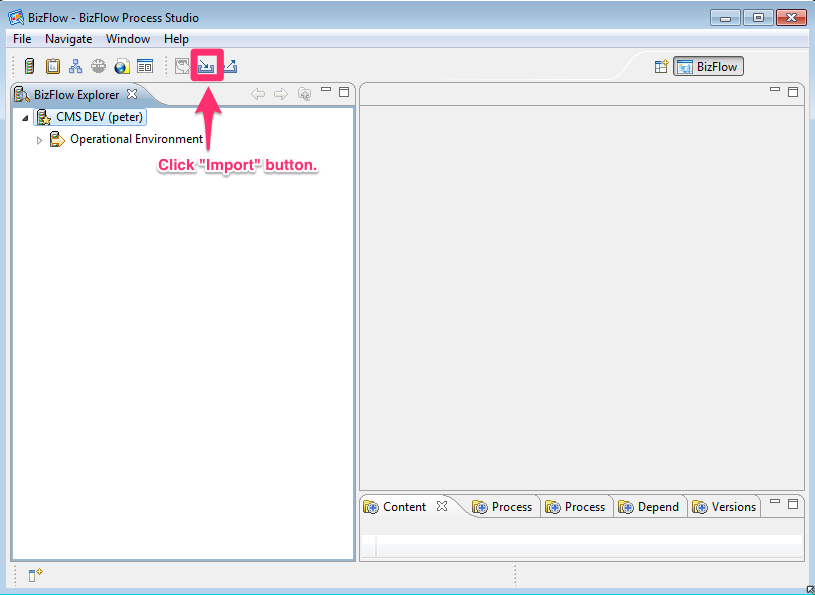 BizFlow - BizFlow Process Studio
File Navigate Window Help
BizFlow
BizFlow Explorer
CMS DEV (peter)
Operational Environment
Click "Import" button.
Content Process Process Depend Versions